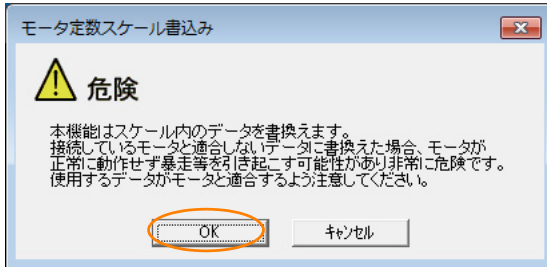 モータ定数スケール書込み
危険
本機能はスケール内のデータを書換えます。
接続しているモータと適合しないデータに書換えた場合、モータが
正常に動作せず暴走等を引き起こす可能性があり非常に危険です。
使用するデータがモータと適合するよう注意してください。
OK
キャンセル